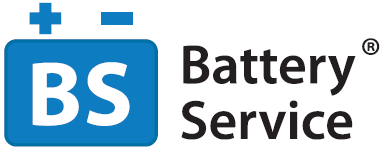 + −
BS
Battery®
Service